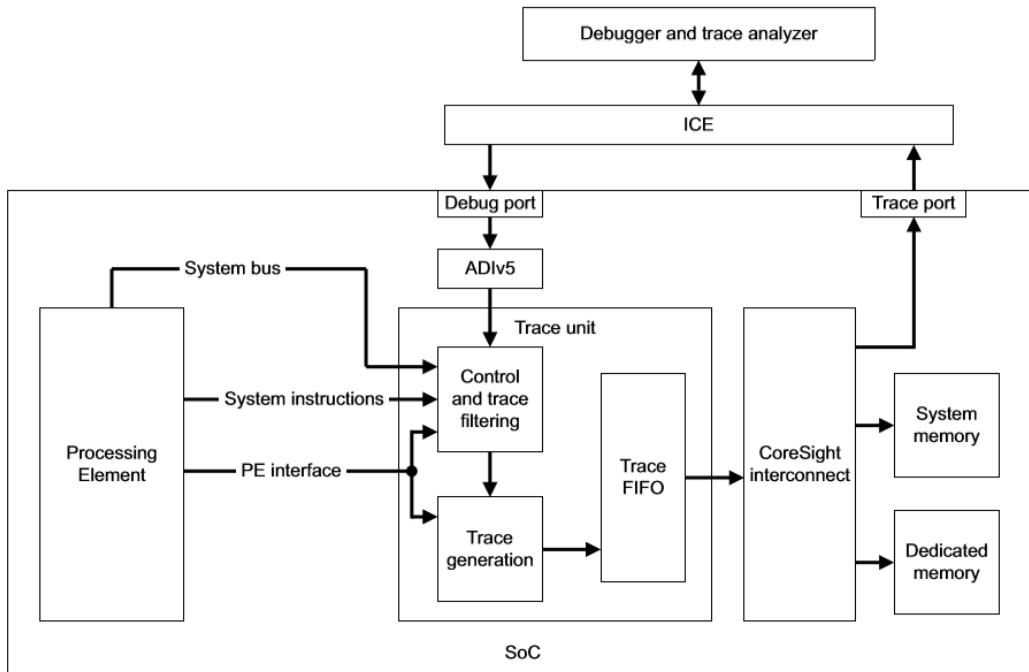 Debugger and trace analyzer
ICE
Debug port
Trace port
ADIv5
System bus
Trace unit
Control
and trace
filtering
System instructions
System
memory
Processing
Element
PE interface
Trace
FIFO
CoreSight
interconnect
Trace
generation
Dedicated
memory
SoC